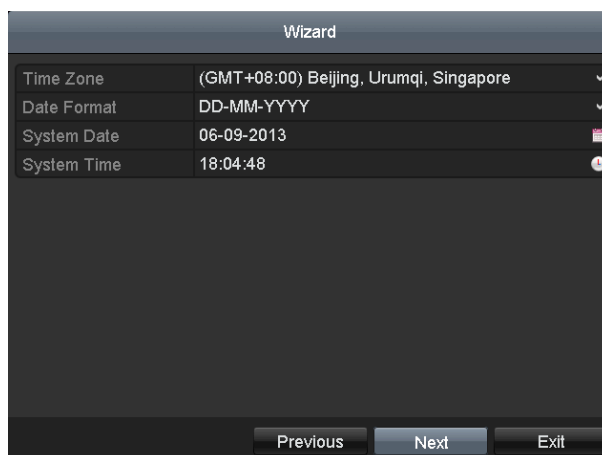 Wizard
Time Zone (GMT+08:00) Beijing, Urumqi, Singapore
Date Format DD-MM-YYYY
System Date 06-09-2013
System Time 18:04:48
Previous Next Exit